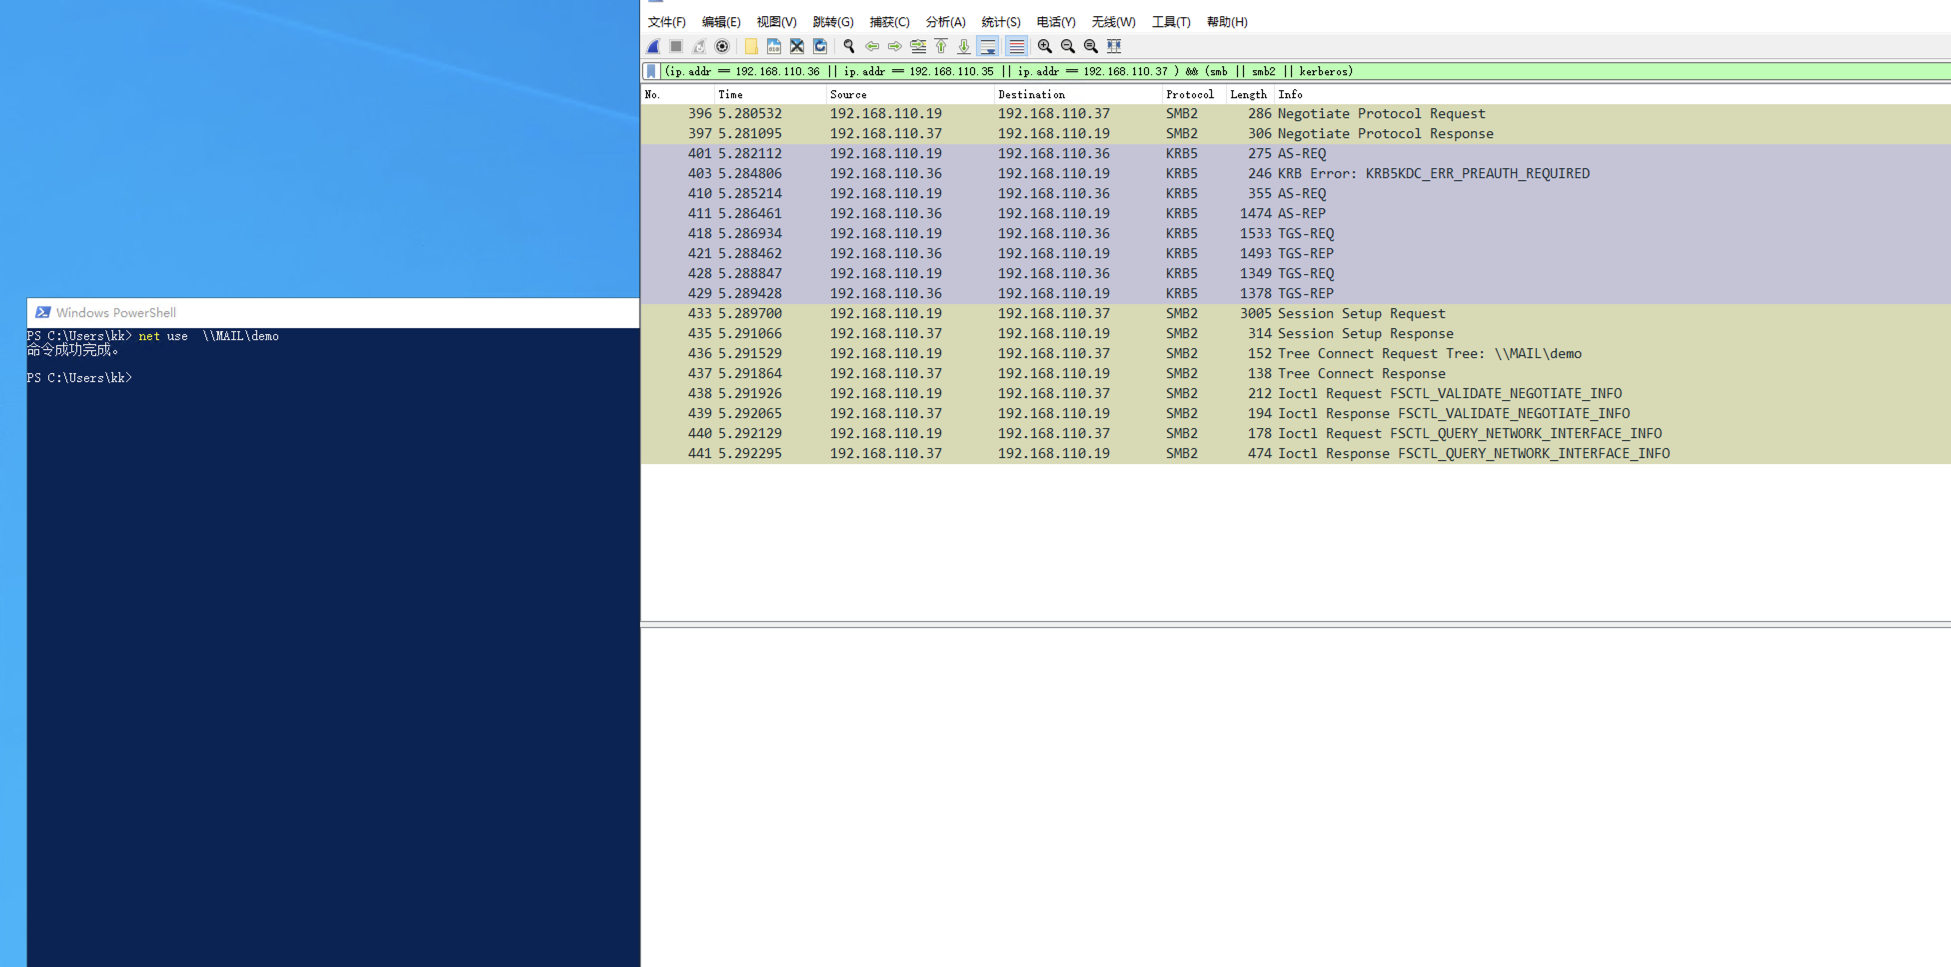 文件(F) 编辑(E) 视图(V) 跳转(G) 捕获(C) 分析(A) 统计(S) 电话(Y) 无线(W) 工具(T) 帮助(H)
(ip.addr == 192.168.110.36 || ip.addr == 192.168.110.35 || ip.addr == 192.168.110.37 ) && (smb || smb2 || kerberos)
No. Time Source Destination Protocol Length Info
396 5.280532 192.168.110.19 192.168.110.37 SMB2 286 Negotiate Protocol Request
397 5.281095 192.168.110.37 192.168.110.19 SMB2 306 Negotiate Protocol Response
401 5.282112 192.168.110.19 192.168.110.36 KRB5 275 AS-REQ
403 5.284806 192.168.110.36 192.168.110.19 KRB5 246 KRB Error: KRB5KDC_ERR_PREAUTH_REQUIRED
410 5.285214 192.168.110.19 192.168.110.36 KRB5 355 AS-REQ
411 5.286461 192.168.110.36 192.168.110.19 KRB5 1474 AS-REP
418 5.286934 192.168.110.19 192.168.110.36 KRB5 1533 TGS-REQ
421 5.288462 192.168.110.36 192.168.110.19 KRB5 1493 TGS-REP
428 5.288847 192.168.110.19 192.168.110.36 KRB5 1349 TGS-REQ
429 5.289428 192.168.110.36 192.168.110.19 KRB5 1378 TGS-REP
433 5.289700 192.168.110.19 192.168.110.37 SMB2 3005 Session Setup Request
435 5.291066 192.168.110.37 192.168.110.19 SMB2 314 Session Setup Response
436 5.291529 192.168.110.19 192.168.110.37 SMB2 152 Tree Connect Request Tree: \\MAIL\demo
437 5.291864 192.168.110.37 192.168.110.19 SMB2 138 Tree Connect Response
438 5.291926 192.168.110.19 192.168.110.37 SMB2 212 Ioctl Request FSCTL_VALIDATE_NEGOTIATE_INFO
439 5.292065 192.168.110.37 192.168.110.19 SMB2 194 Ioctl Response FSCTL_VALIDATE_NEGOTIATE_INFO
440 5.292129 192.168.110.19 192.168.110.37 SMB2 178 Ioctl Request FSCTL_QUERY_NETWORK_INTERFACE_INFO
441 5.292295 192.168.110.37 192.168.110.19 SMB2 474 Ioctl Response FSCTL_QUERY_NETWORK_INTERFACE_INFO
Windows PowerShell
PS C:\Users\kk> net use  \\MAIL\demo
命令成功完成。
PS C:\Users\kk>